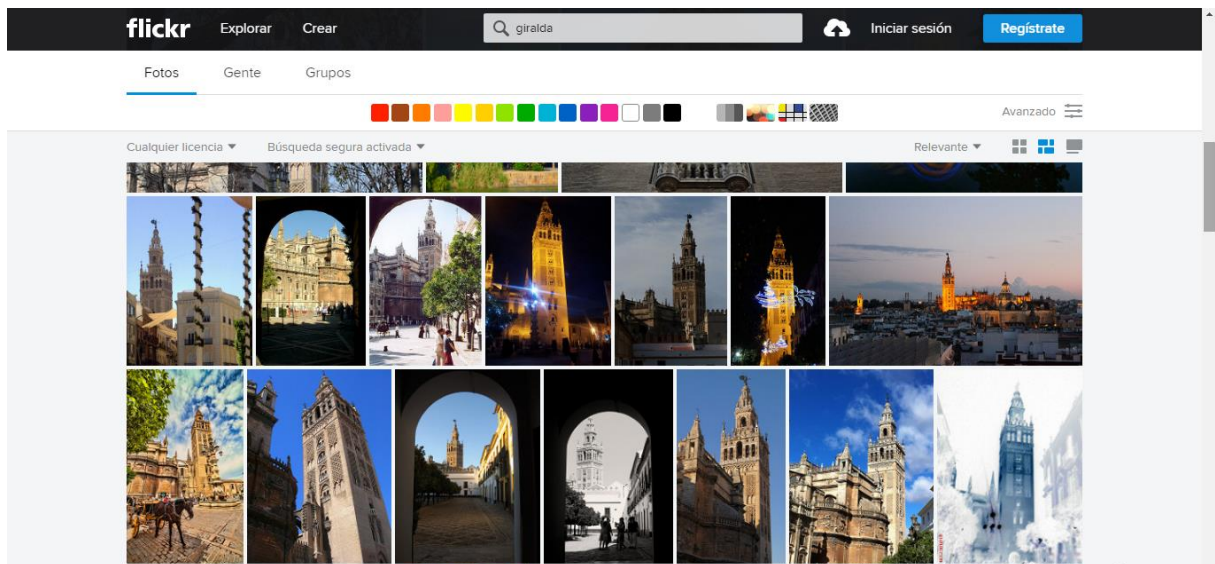 flickr Explorar Crear giralda Iniciar sesión Regístrate
Fotos Gente Grupos
Avanzado
Cualquier licencia Búsqueda segura activada Relevante